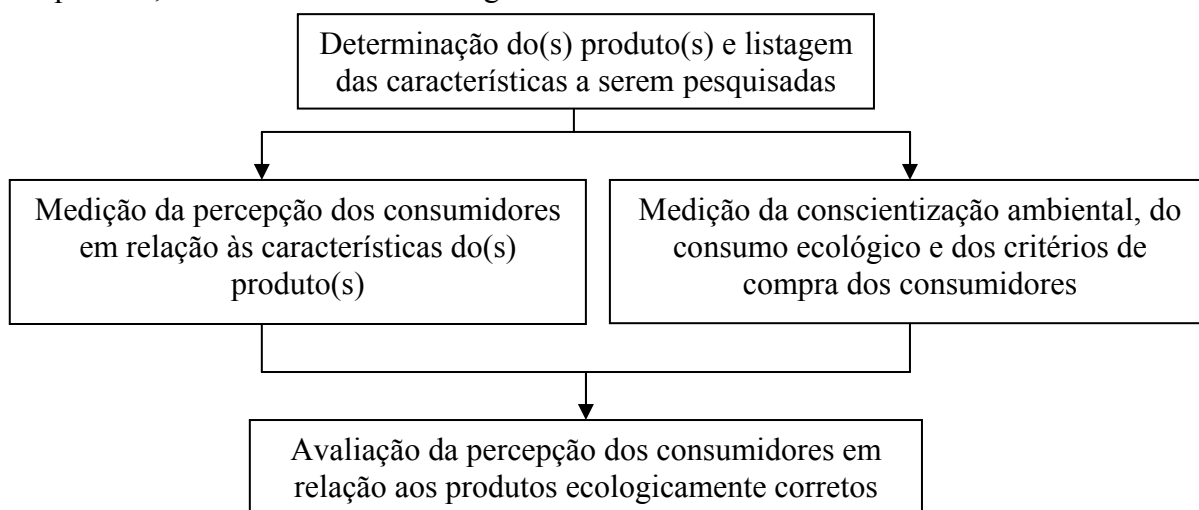 Determinação do(s) produto(s) e listagem
das características a serem pesquisadas
Medição da percepção dos consumidores
em relação às características do(s)
produto(s)
Medição da conscientização ambiental, do
consumo ecológico e dos critérios de
compra dos consumidores
Avaliação da percepção dos consumidores em
relação aos produtos ecologicamente corretos